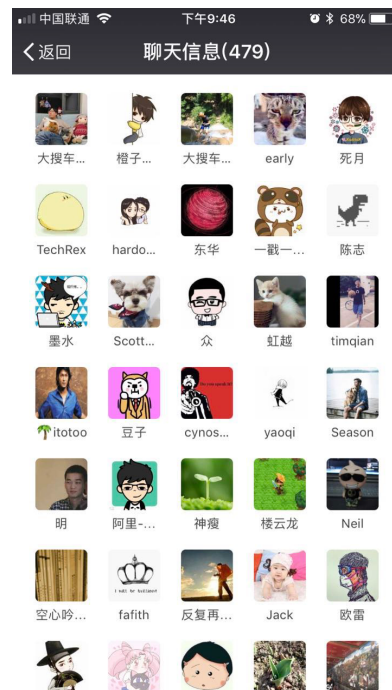 中国联通 下午9:46 68%
返回 聊天信息(479)
大搜车... 橙子... 大搜车... early 死月
TechRex hardo... 东华 一戳一... 陈志
墨水 Scott... 众 虹越 timqian
🌴itotoo 豆子 cynos... yaoqi Season
明 阿里-... 神瘦 楼云龙 Neil
空心吟... fafith 反复再... Jack 欧雷